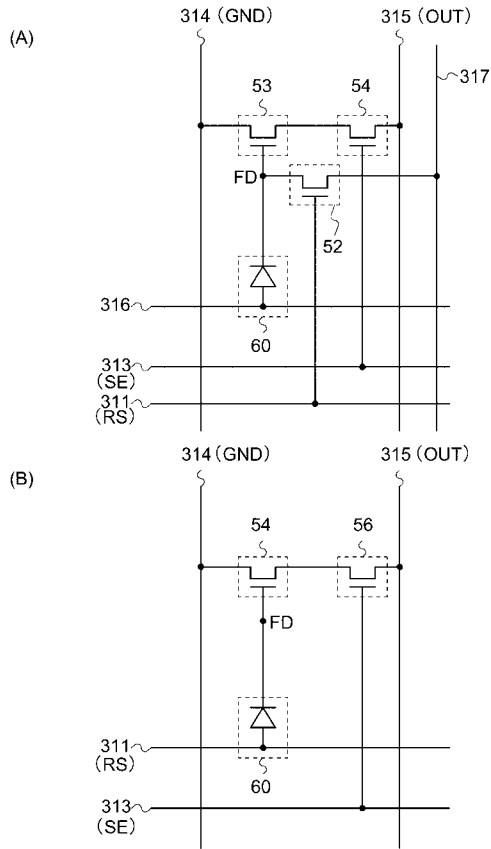 314 (GND) 315 (OUT)
(A)
317
53 54
FD
52
316
60
313
(SE)
311
(RS)
314 (GND) 315 (OUT)
(B)
54 56
FD
311
(RS)
60
313
(SE)